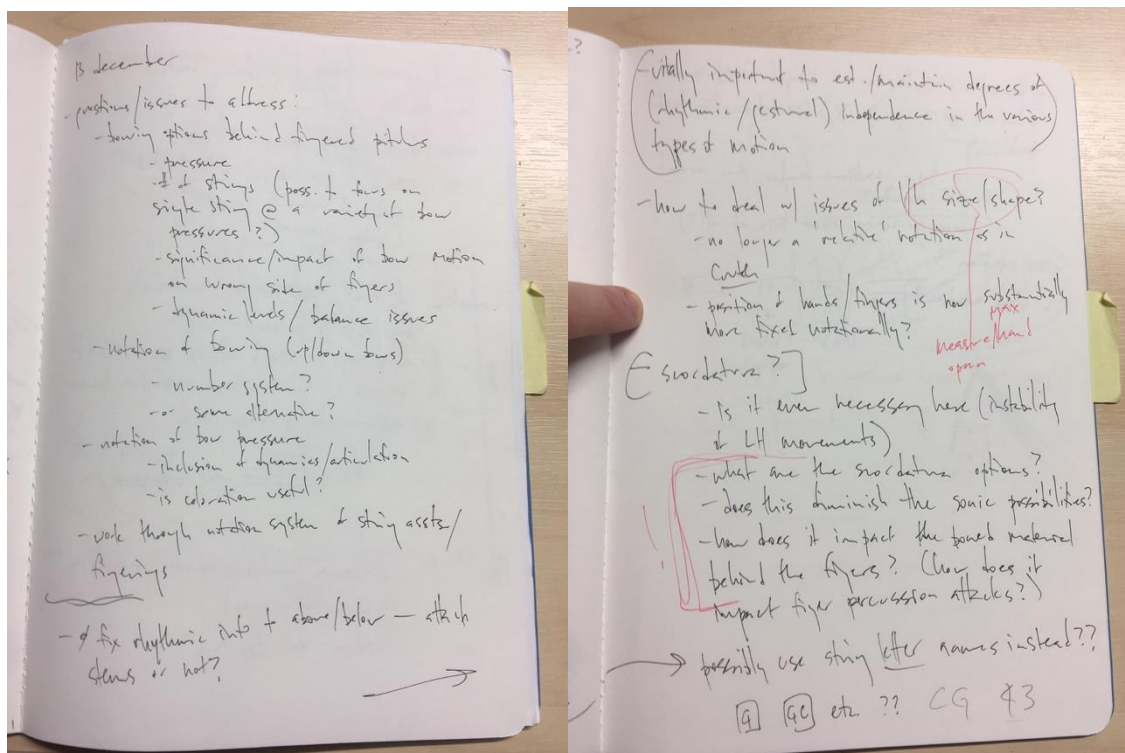 13 december
- questions/issues to address:
- bowing options behind fingered pitches
- pressure
- # of strings (poss. to focus on
single string @ a variety of bow
pressures?)
- significance/impact of bow motion
on wrong side of fingers
- dynamic levels/balance issues
- notation of bowing (up/down bows)
- number system?
- or some alternative?
- notation of bow pressure
- inclusion of dynamics/articulation
- is coloration useful?
- work through notation system of string assts/
fingerings
- fix rhythmic info to above/below — attach
stems or not?
?
- vitally important to est./maintain degrees of
(rhythmic/gestural) independence in the various
types of motion
- how to deal w/ issues of lh size/shape?
- no longer a 'relative' notation as in
- position of hands/fingers is now substantially
more fixed notationally?
max
measure/hand
open
[scordatura?]
- Is it even necessary here (instability
of LH movements)
- what are the scordatura options?
- does this diminish the sonic possibilities?
- how does it impact the bowed material
behind the fingers? (how does it
impact finger percussion attacks?)
possibly use string letter names instead??
G GC etc ?? CG 43